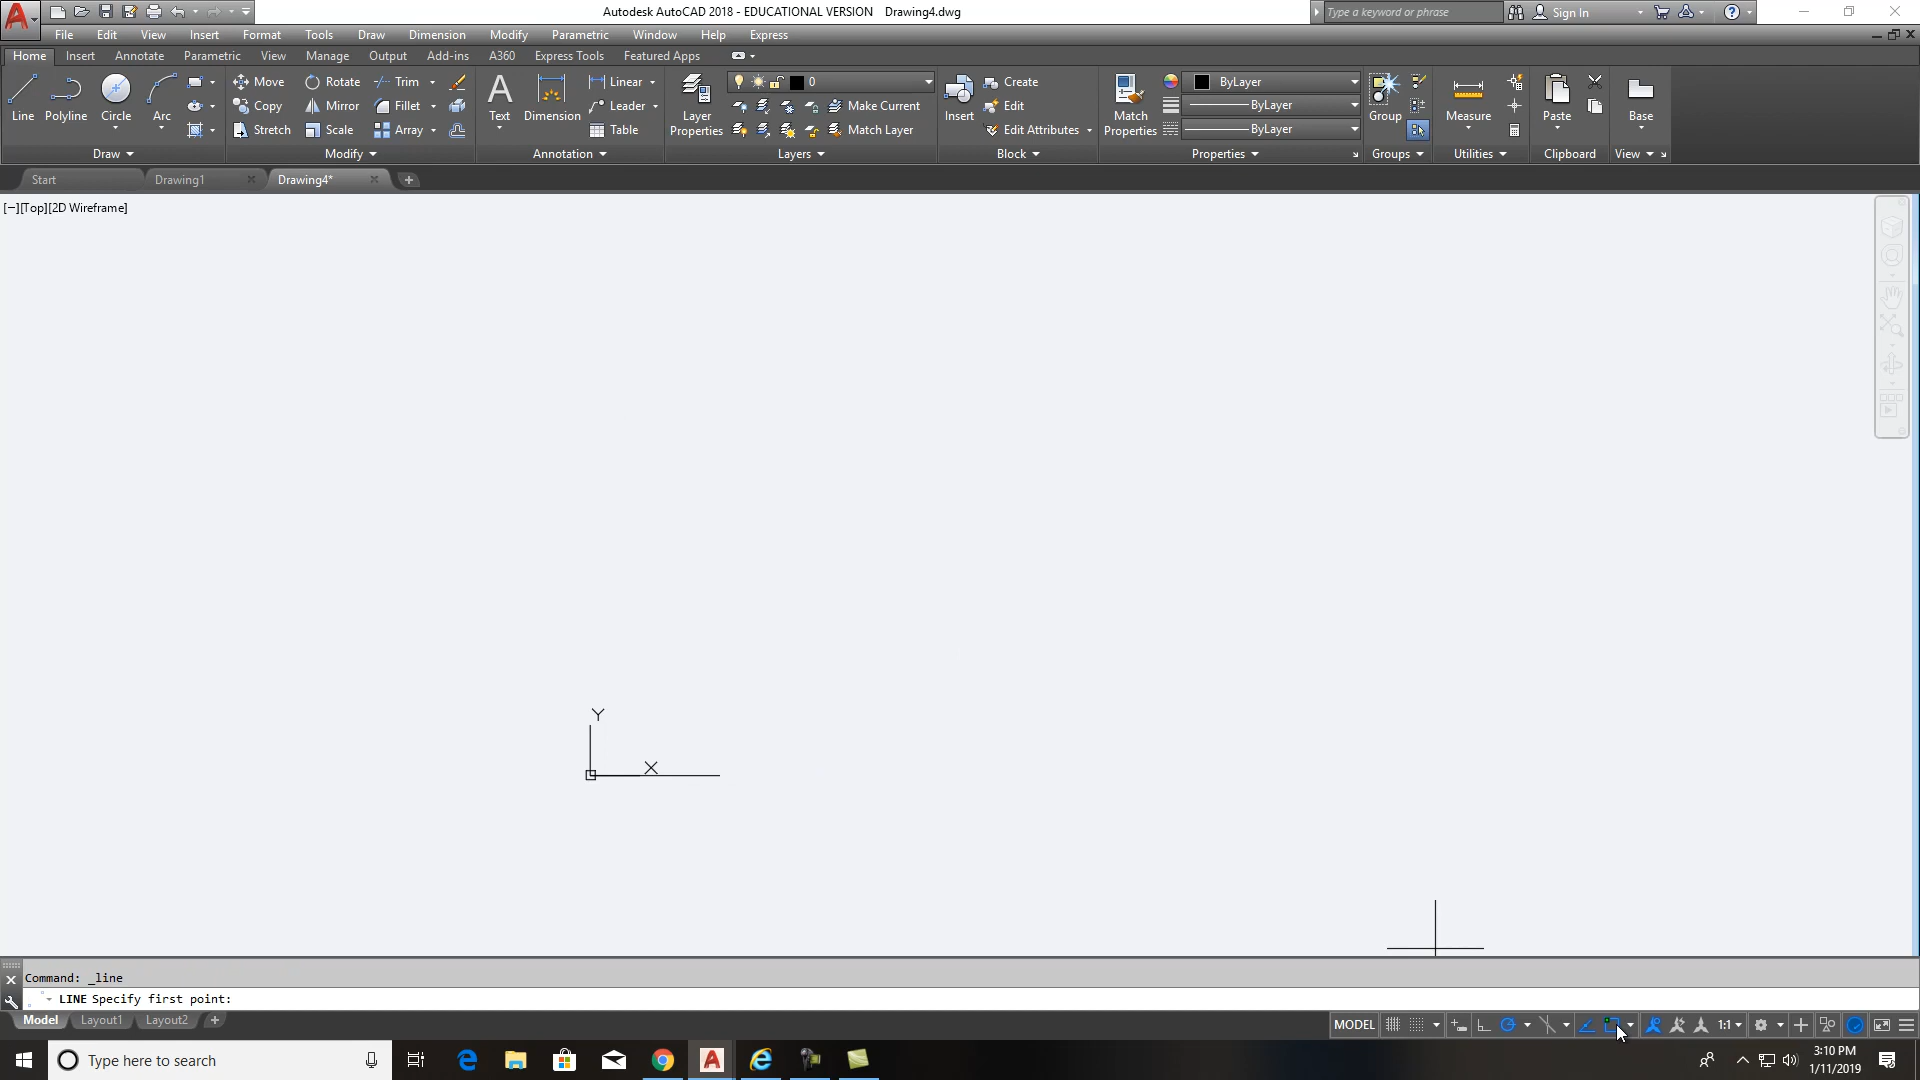 Autodesk AutoCAD 2018 - EDUCATIONAL VERSION Drawing4.dwg
Type a keyword or phrase
Sign In
File Edit View Insert Format Tools Draw Dimension Modify Parametric Window Help Express
Home Insert Annotate Parametric View Manage Output Add-ins A360 Express Tools Featured Apps
Line Polyline Circle Arc
Draw
Move Rotate Trim
Copy Mirror Fillet
Stretch Scale Array
Modify
Text Dimension
Linear
Leader
Table
Annotation
Layer
Properties
0
Make Current
Match Layer
Layers
Insert
Create
Edit
Edit Attributes
Block
Match
Properties
ByLayer
ByLayer
ByLayer
Properties
Group
Groups
Measure
Utilities
Paste
Clipboard
Base
View
Start Drawing1 Drawing4*
[−][Top][2D Wireframe]
Y
X
Command: _line
LINE Specify first point:
Model Layout1 Layout2
MODEL
1:1
Type here to search
3:10 PM
1/11/2019